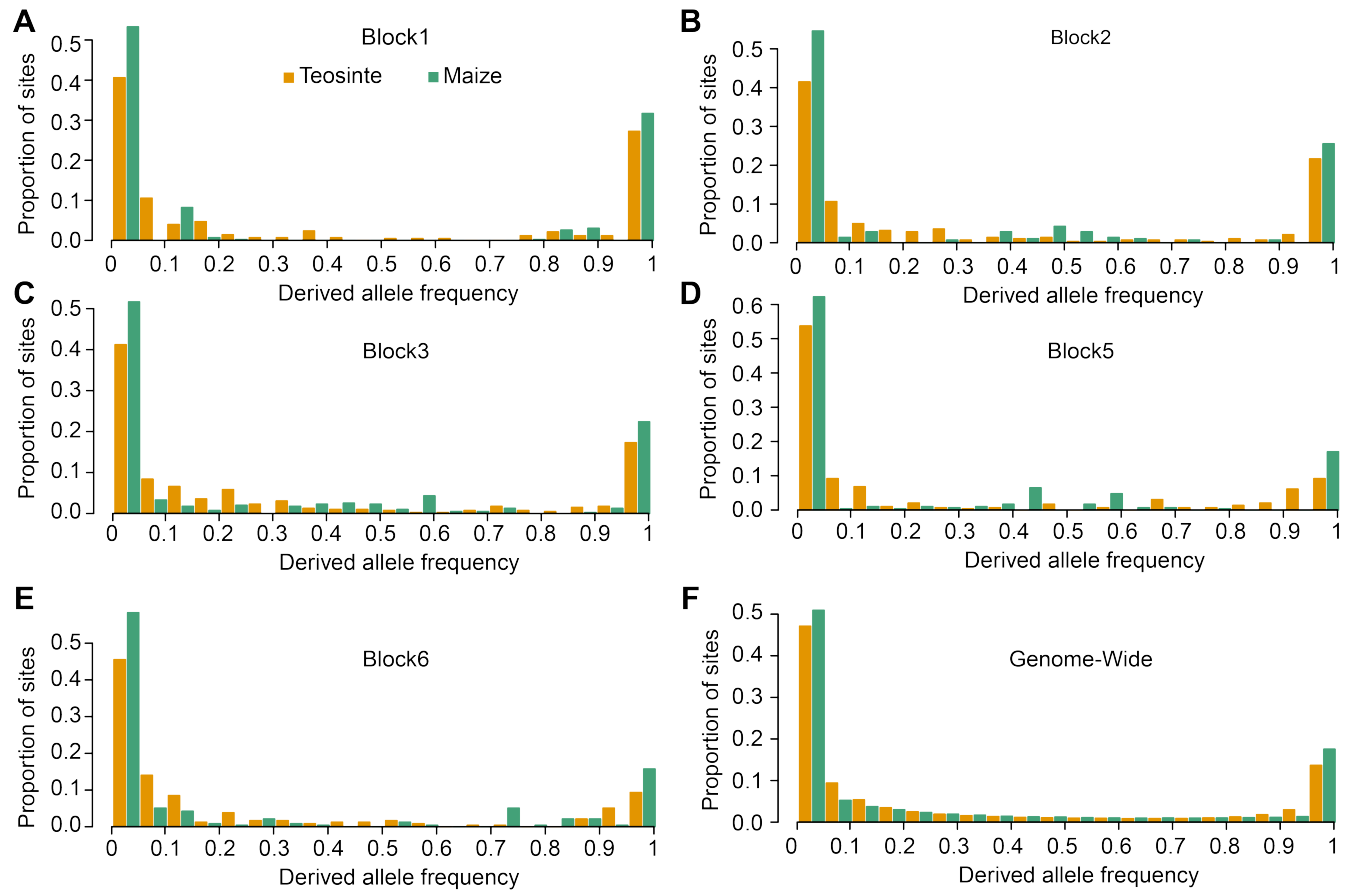 A
Block1
Teosinte Maize
Proportion of sites
0.5
0.4
0.3
0.2
0.1
0.0
0 0.1 0.2 0.3 0.4 0.5 0.6 0.7 0.8 0.9 1
Derived allele frequency
B
Block2
Proportion of sites
0.5
0.4
0.3
0.2
0.1
0.0
0 0.1 0.2 0.3 0.4 0.5 0.6 0.7 0.8 0.9 1
Derived allele frequency
C
Block3
Proportion of sites
0.5
0.4
0.3
0.2
0.1
0.0
0 0.1 0.2 0.3 0.4 0.5 0.6 0.7 0.8 0.9 1
Derived allele frequency
D
Block5
Proportion of sites
0.6
0.5
0.4
0.3
0.2
0.1
0.0
0 0.1 0.2 0.3 0.4 0.5 0.6 0.7 0.8 0.9 1
Derived allele frequency
E
Block6
Proportion of sites
0.5
0.4
0.3
0.2
0.1
0.0
0 0.1 0.2 0.3 0.4 0.5 0.6 0.7 0.8 0.9 1
Derived allele frequency
F
Genome-Wide
Proportion of sites
0.5
0.4
0.3
0.2
0.1
0.0
0 0.1 0.2 0.3 0.4 0.5 0.6 0.7 0.8 0.9 1
Derived allele frequency